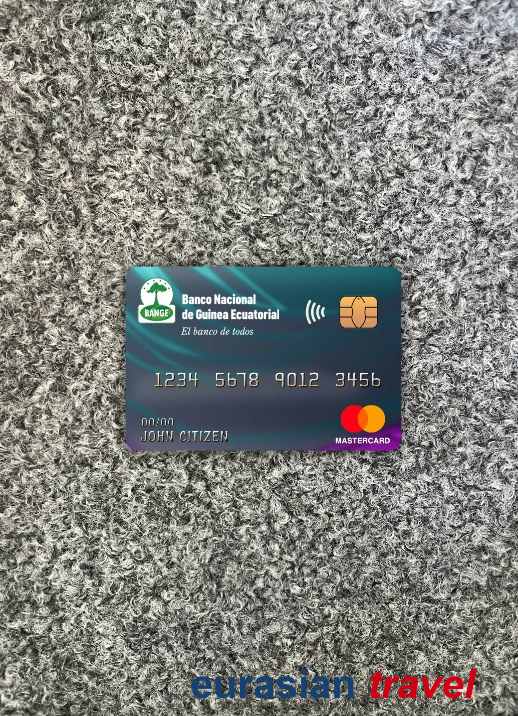 BANGE
Banco Nacional
de Guinea Ecuatorial
El banco de todos
1234 5678 9012 3456
00/00
JOHN CITIZEN
MASTERCARD
eurasian travel